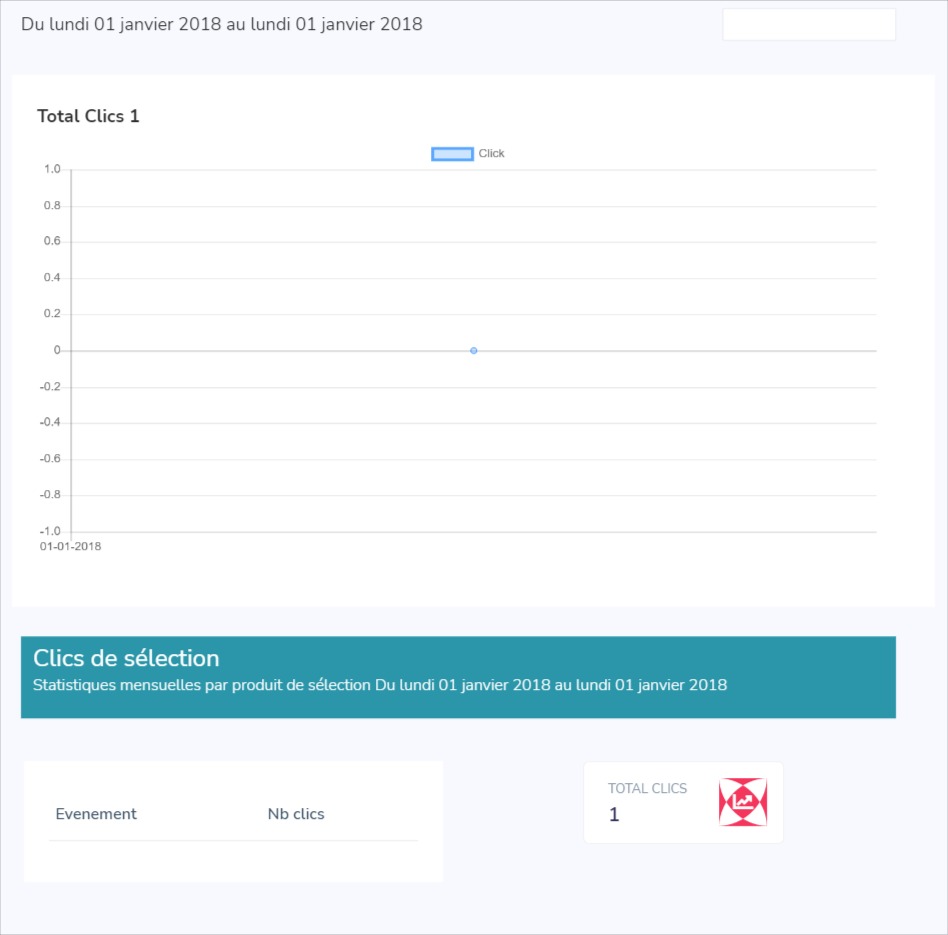 Du lundi 01 janvier 2018 au lundi 01 janvier 2018
Total Clics 1
Click
1.0
0.8
0.6
0.4
0.2
0
-0.2
-0.4
-0.6
-0.8
-1.0
01-01-2018
Clics de sélection
Statistiques mensuelles par produit de sélection Du lundi 01 janvier 2018 au lundi 01 janvier 2018
Evenement Nb clics
TOTAL CLICS
1